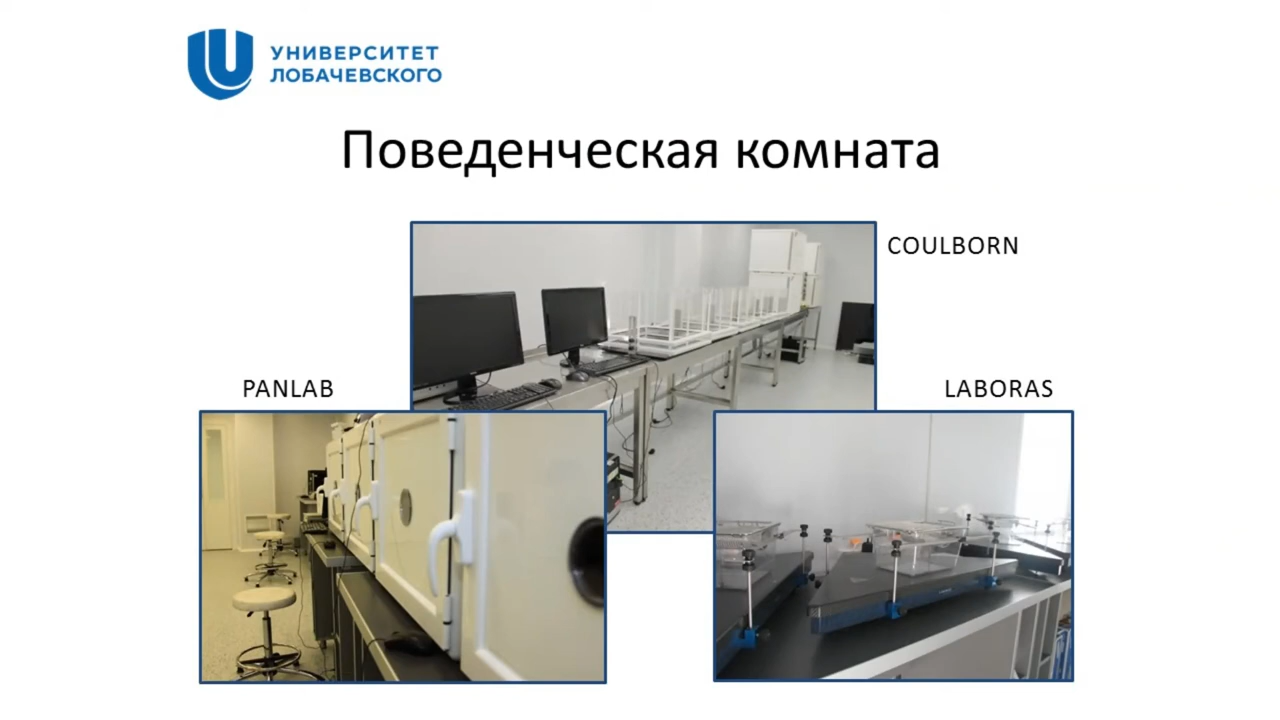 УНИВЕРСИТЕТ
ЛОБАЧЕВСКОГО
Поведенческая комната
COULBORN
PANLAB
LABORAS